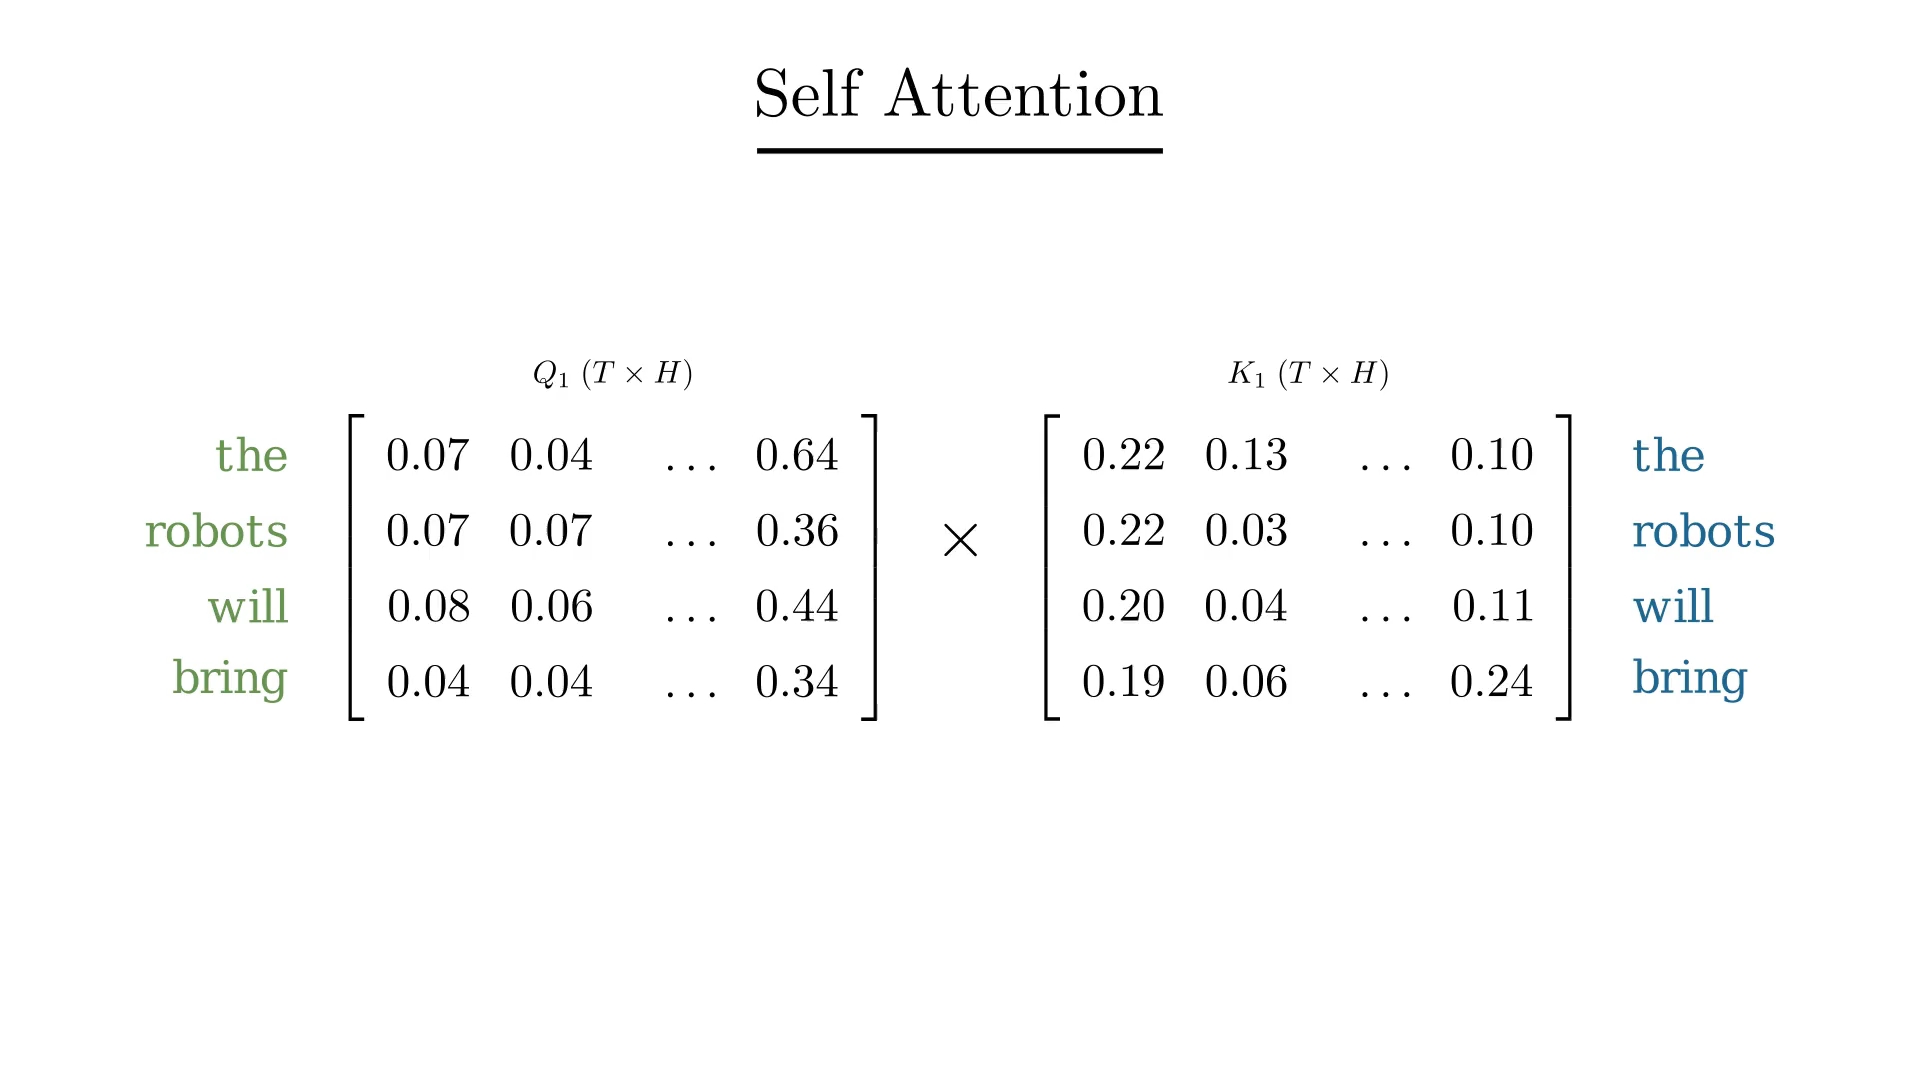 Self Attention
Q₁ (T × H) K₁ (T × H)
the 0.07 0.04 ... 0.64 0.22 0.13 ... 0.10 the
robots 0.07 0.07 ... 0.36 × 0.22 0.03 ... 0.10 robots
will 0.08 0.06 ... 0.44 0.20 0.04 ... 0.11 will
bring 0.04 0.04 ... 0.34 0.19 0.06 ... 0.24 bring